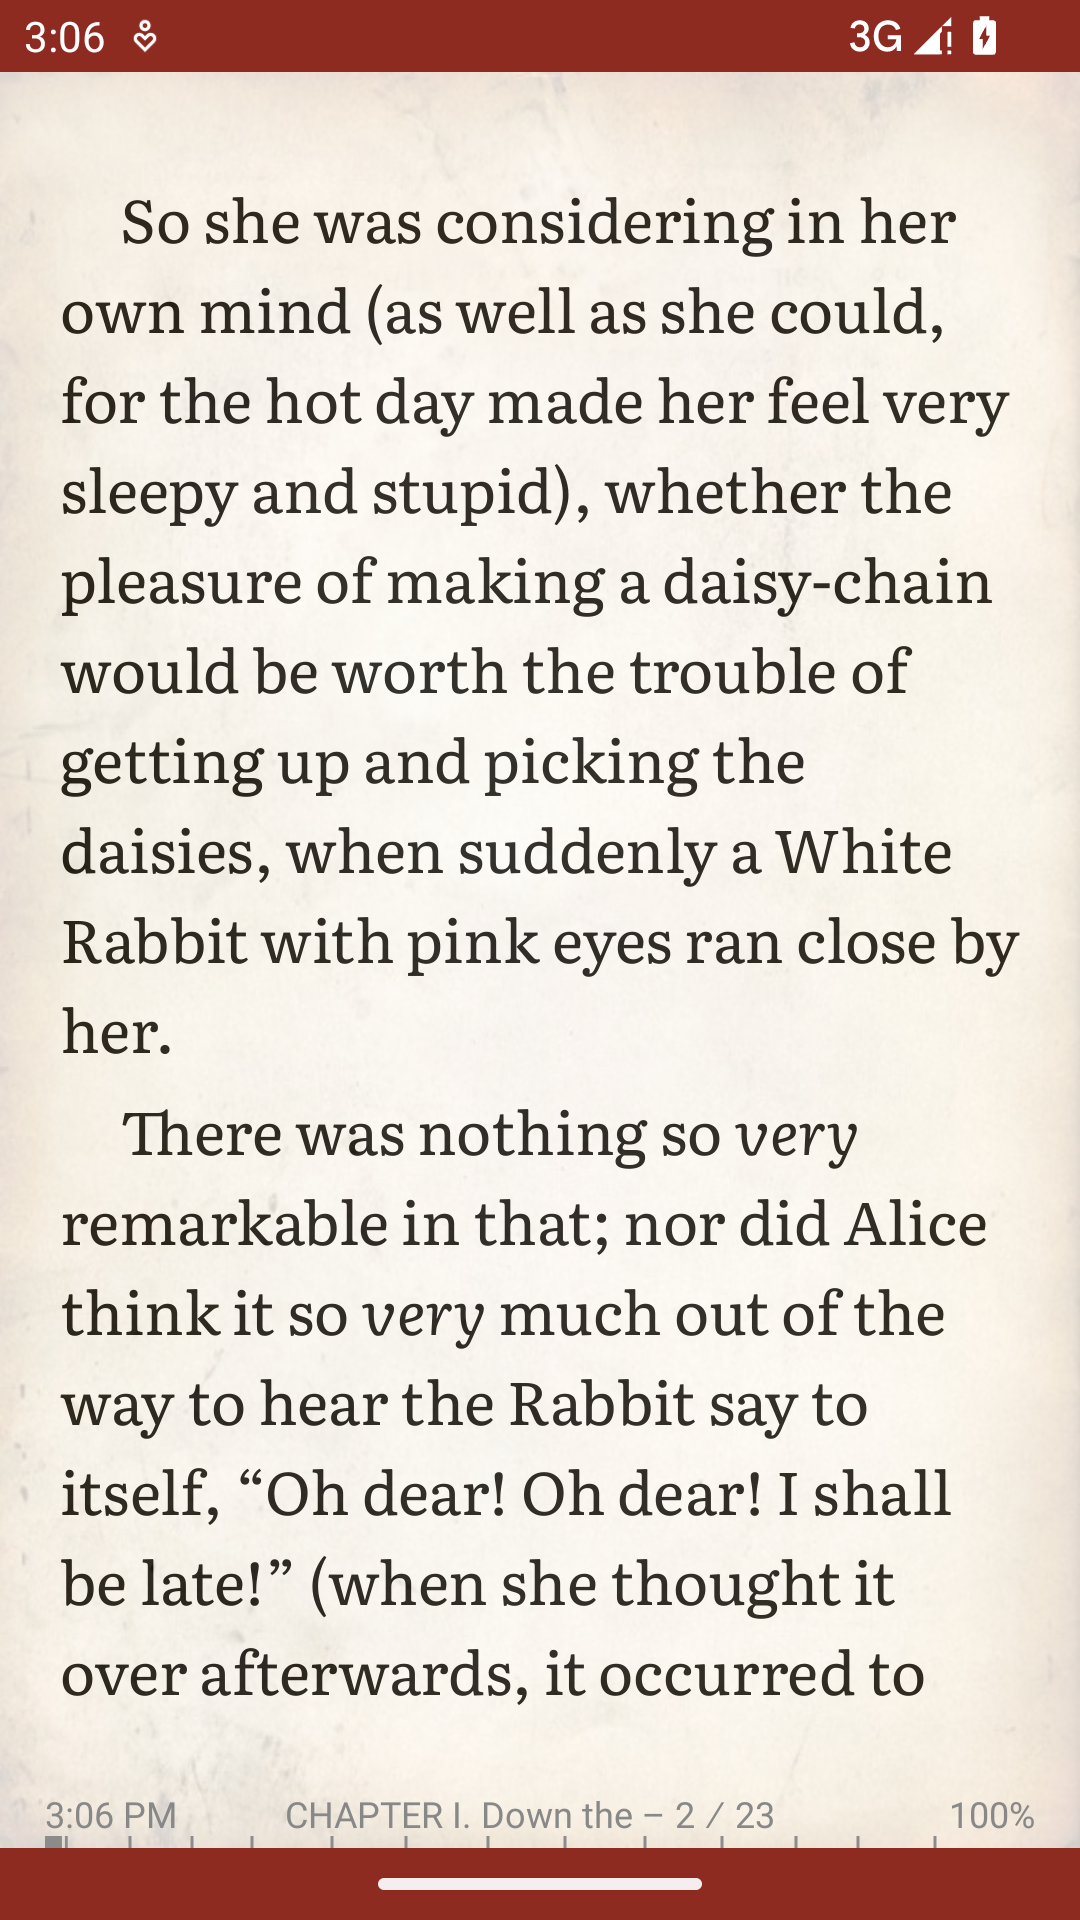 3:06
3G
So she was considering in her
own mind (as well as she could,
for the hot day made her feel very
sleepy and stupid), whether the
pleasure of making a daisy-chain
would be worth the trouble of
getting up and picking the
daisies, when suddenly a White
Rabbit with pink eyes ran close by
her.
There was nothing so very
remarkable in that; nor did Alice
think it so very much out of the
way to hear the Rabbit say to
itself, “Oh dear! Oh dear! I shall
be late!” (when she thought it
over afterwards, it occurred to
3:06 PM CHAPTER I. Down the – 2 / 23 100%